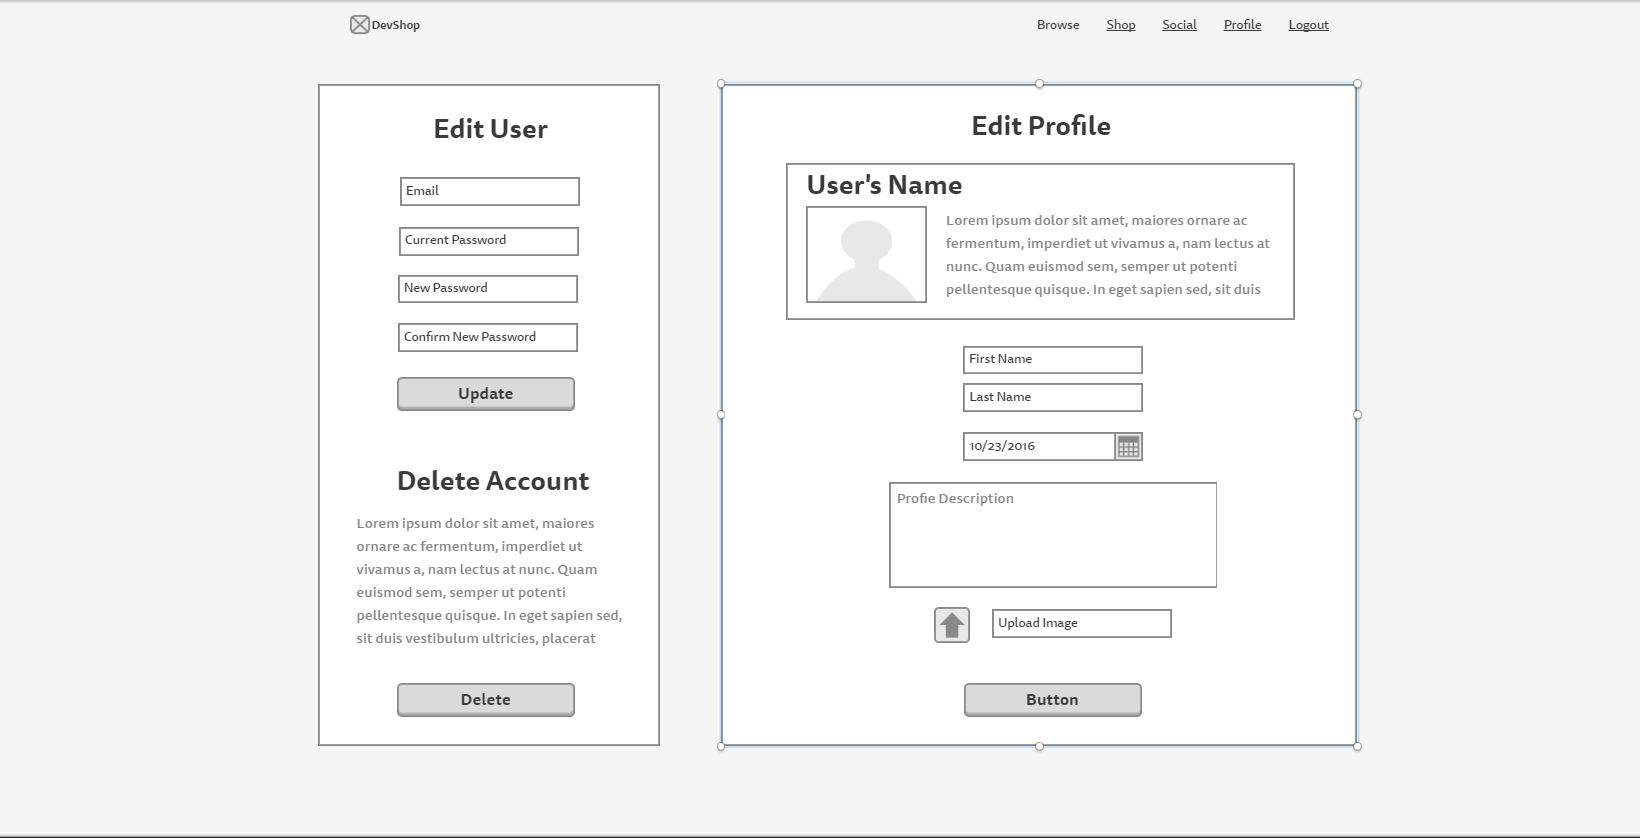 DevShop
Browse Shop Social Profile Logout
Edit User
Email
Current Password
New Password
Confirm New Password
Update
Delete Account
Lorem ipsum dolor sit amet, maiores
ornare ac fermentum, imperdiet ut
vivamus a, nam lectus at nunc. Quam
euismod sem, semper ut potenti
pellentesque quisque. In eget sapien sed,
sit duis vestibulum ultricies, placerat
Delete
Edit Profile
User's Name
Lorem ipsum dolor sit amet, maiores ornare ac
fermentum, imperdiet ut vivamus a, nam lectus at
nunc. Quam euismod sem, semper ut potenti
pellentesque quisque. In eget sapien sed, sit duis
First Name
Last Name
10/23/2016
Profie Description
Upload Image
Button